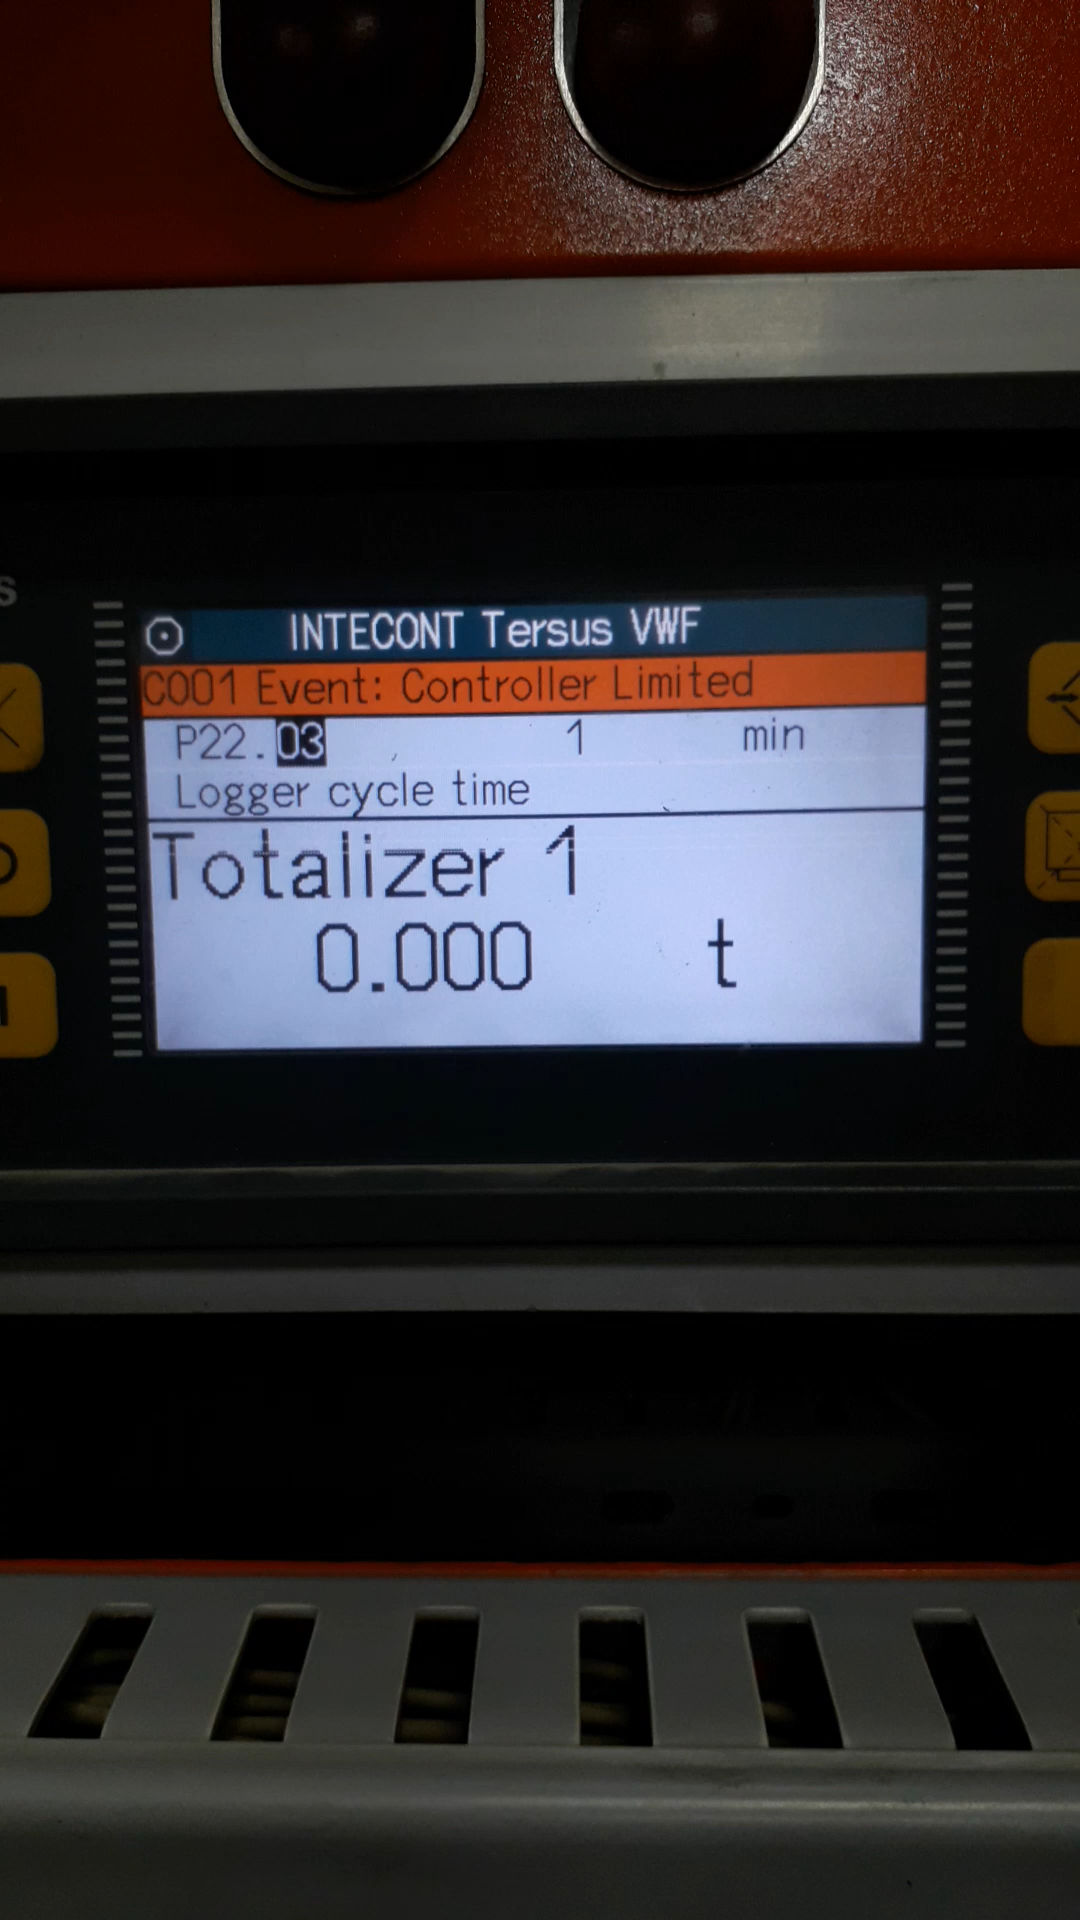 INTECONT Tersus VWF
C001 Event: Controller Limited
P22.03 1 min
Logger cycle time
Totalizer 1
0.000 t